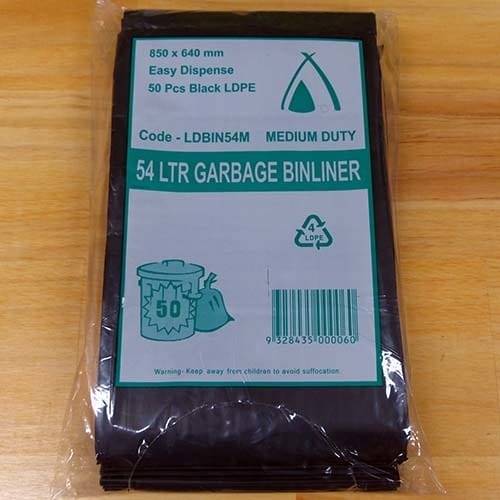 850 x 640 mm
Easy Dispense
50 Pcs Black LDPE
Code - LDBIN54M MEDIUM DUTY
54 LTR GARBAGE BINLINER
4
LDPE
50
9 328435 000060
Warning- Keep away from children to avoid suffocation.